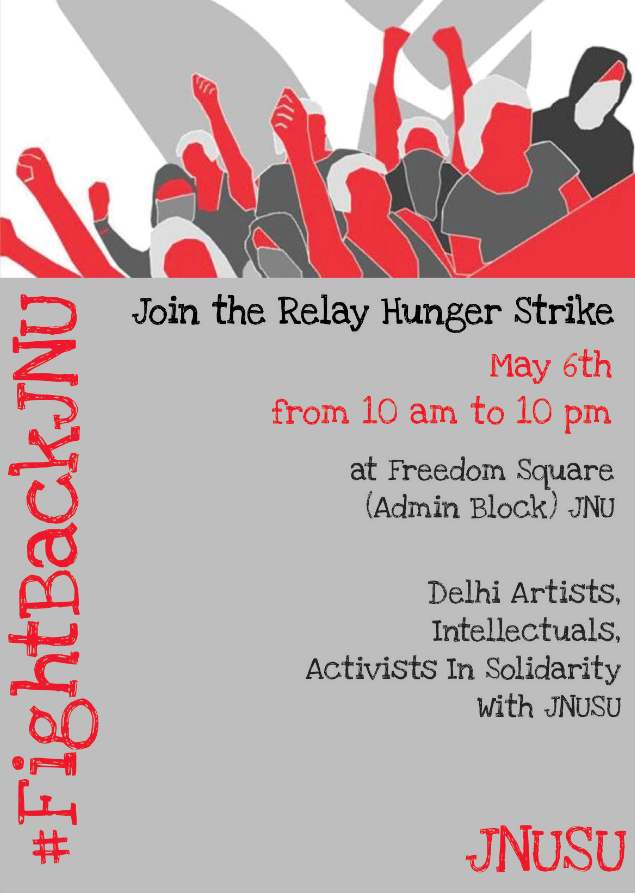 Join the Relay Hunger Strike
May 6th
from 10 am to 10 pm
at Freedom Square
(Admin Block) JNU
Delhi Artists,
Intellectuals,
Activists In Solidarity
With JNUSU
#FightBackJNU
JNUSU